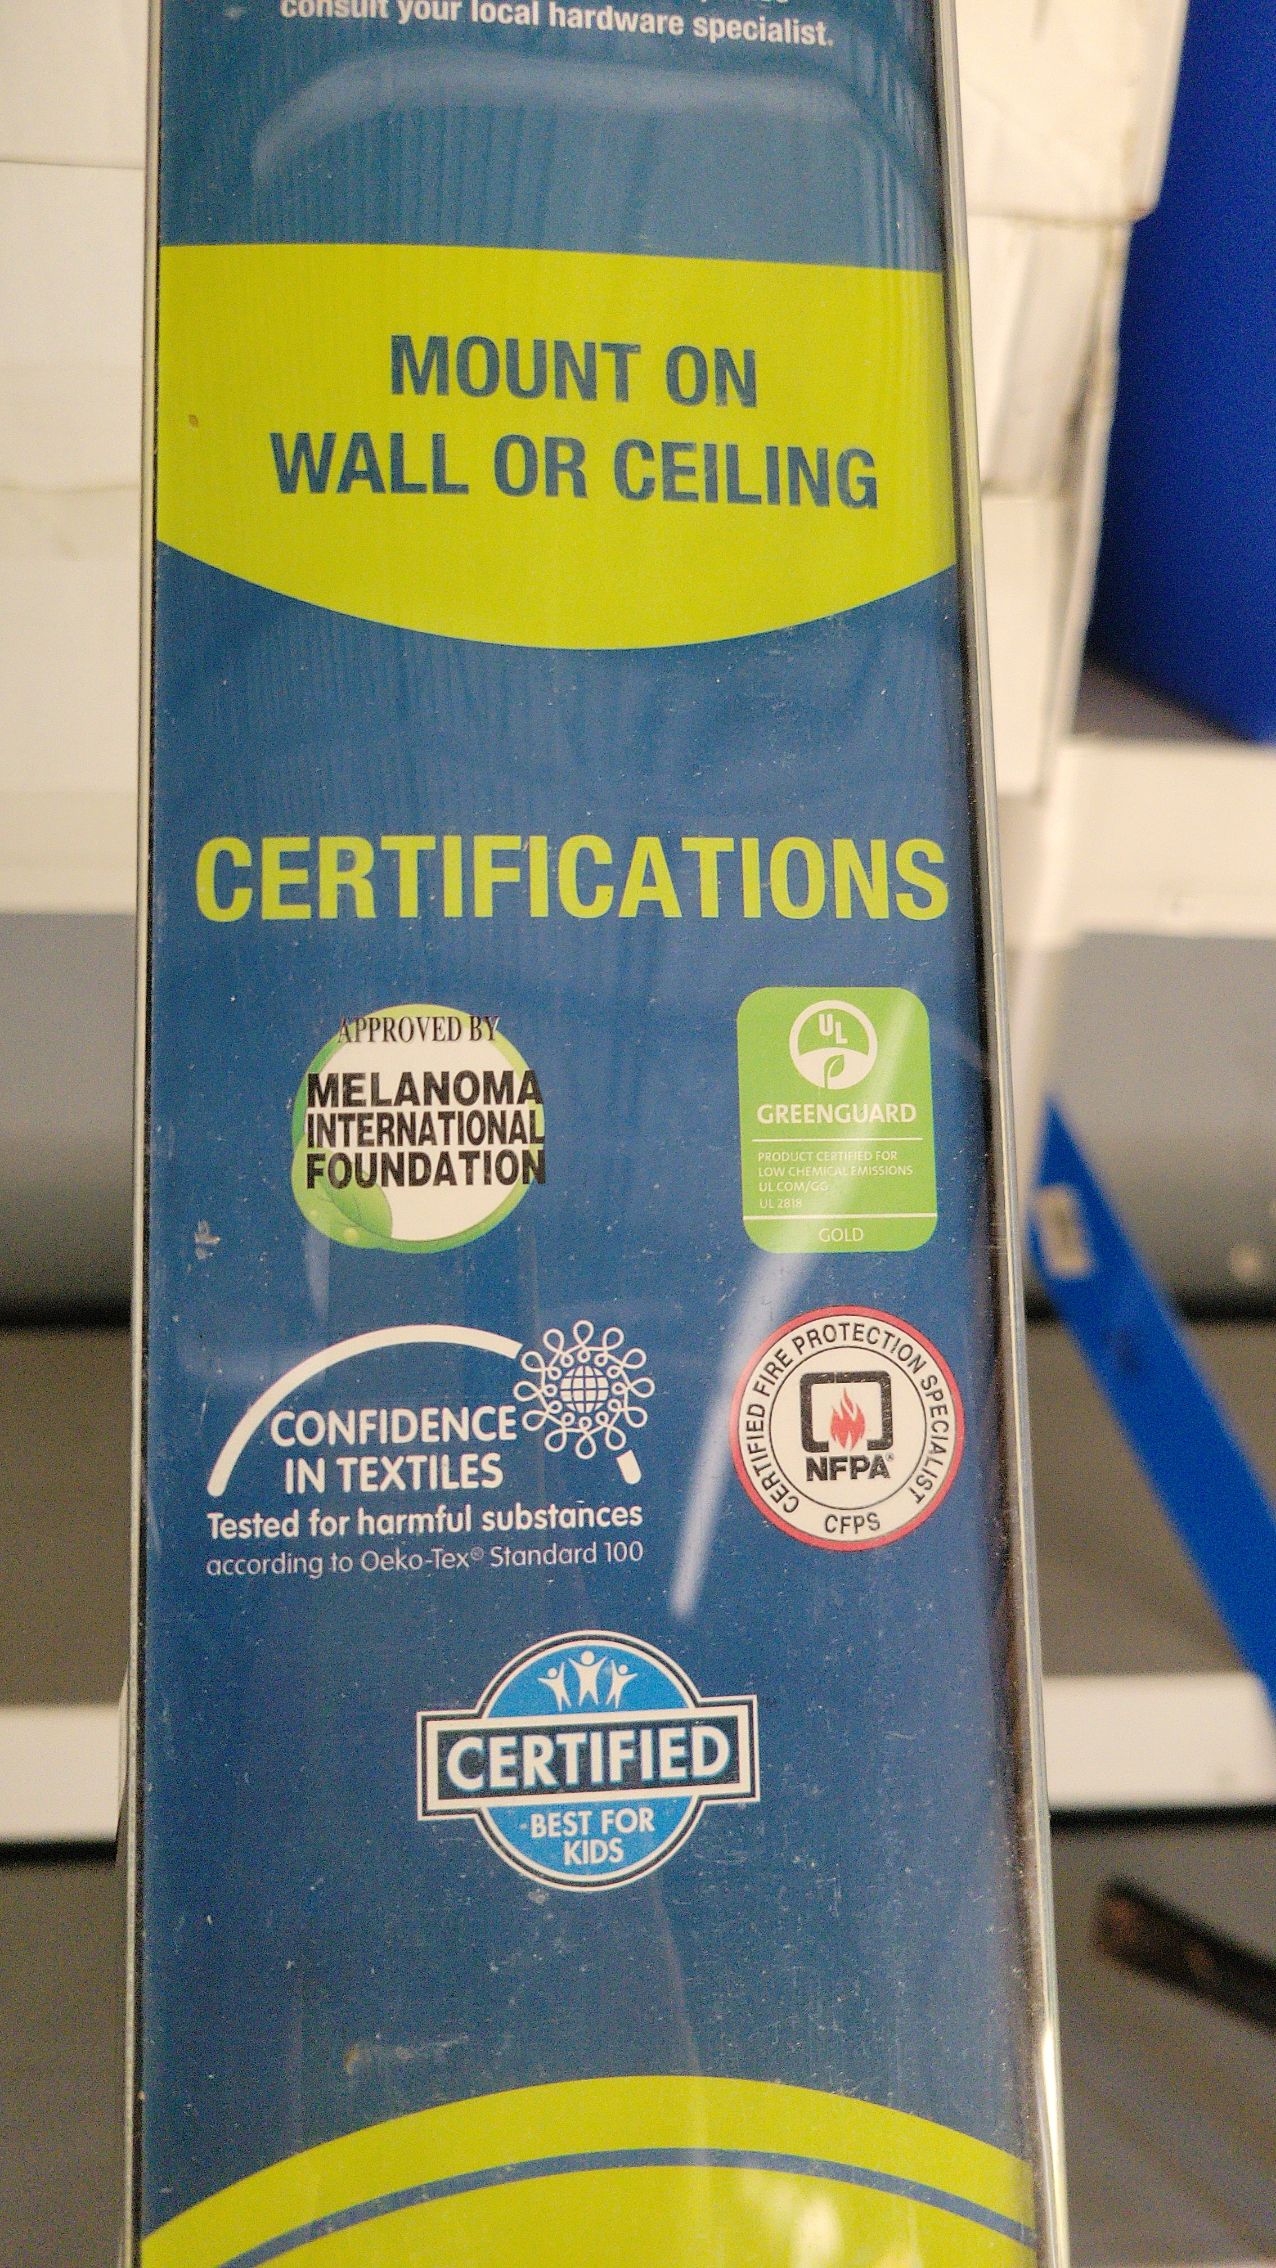 consult your local hardware specialist.
MOUNT ON
WALL OR CEILING
CERTIFICATIONS
APPROVED BY
MELANOMA
INTERNATIONAL
FOUNDATION
UL
GREENGUARD
PRODUCT CERTIFIED FOR
LOW CHEMICAL EMISSIONS
UL.COM/GG
UL 2818
GOLD
CONFIDENCE
IN TEXTILES
Tested for harmful substances
according to Oeko-Tex® Standard 100
CERTIFIED FIRE PROTECTION SPECIALIST
NFPA®
CFPS
CERTIFIED
-BEST FOR
KIDS